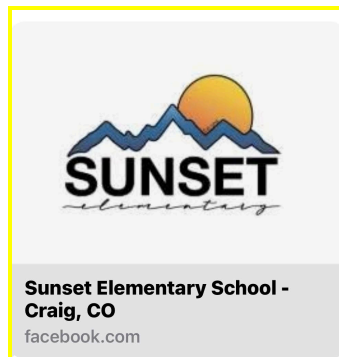 SUNSET
elementary
Sunset Elementary School -
Craig, CO
facebook.com